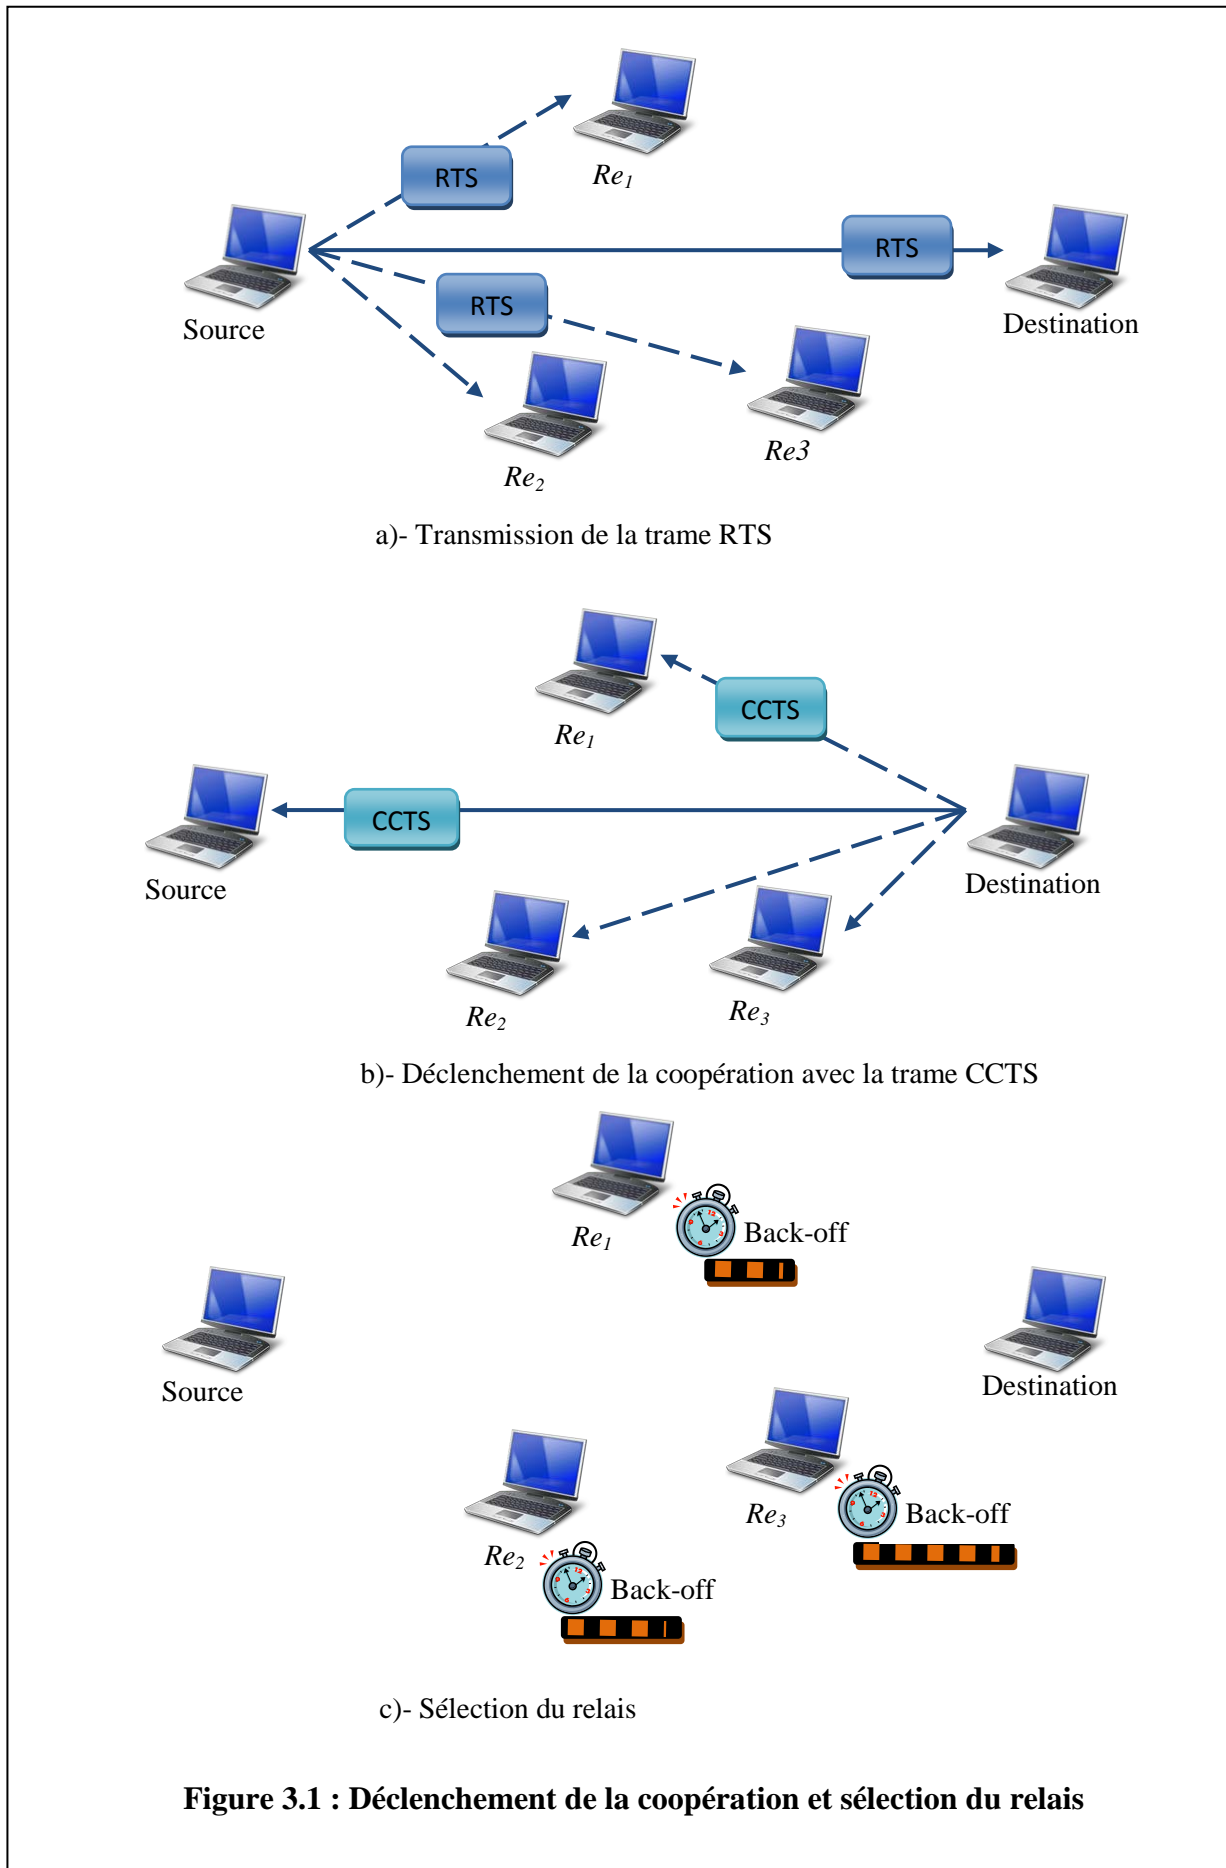 Re1
RTS
RTS
Source
RTS
Destination
Re3
Re2
a)- Transmission de la trame RTS
CCTS
Re1
CCTS
Source
Destination
Re2
Re3
b)- Déclenchement de la coopération avec la trame CCTS
Re1
Back-off
Source
Destination
Re3
Back-off
Re2
Back-off
c)- Sélection du relais
Figure 3.1 : Déclenchement de la coopération et sélection du relais